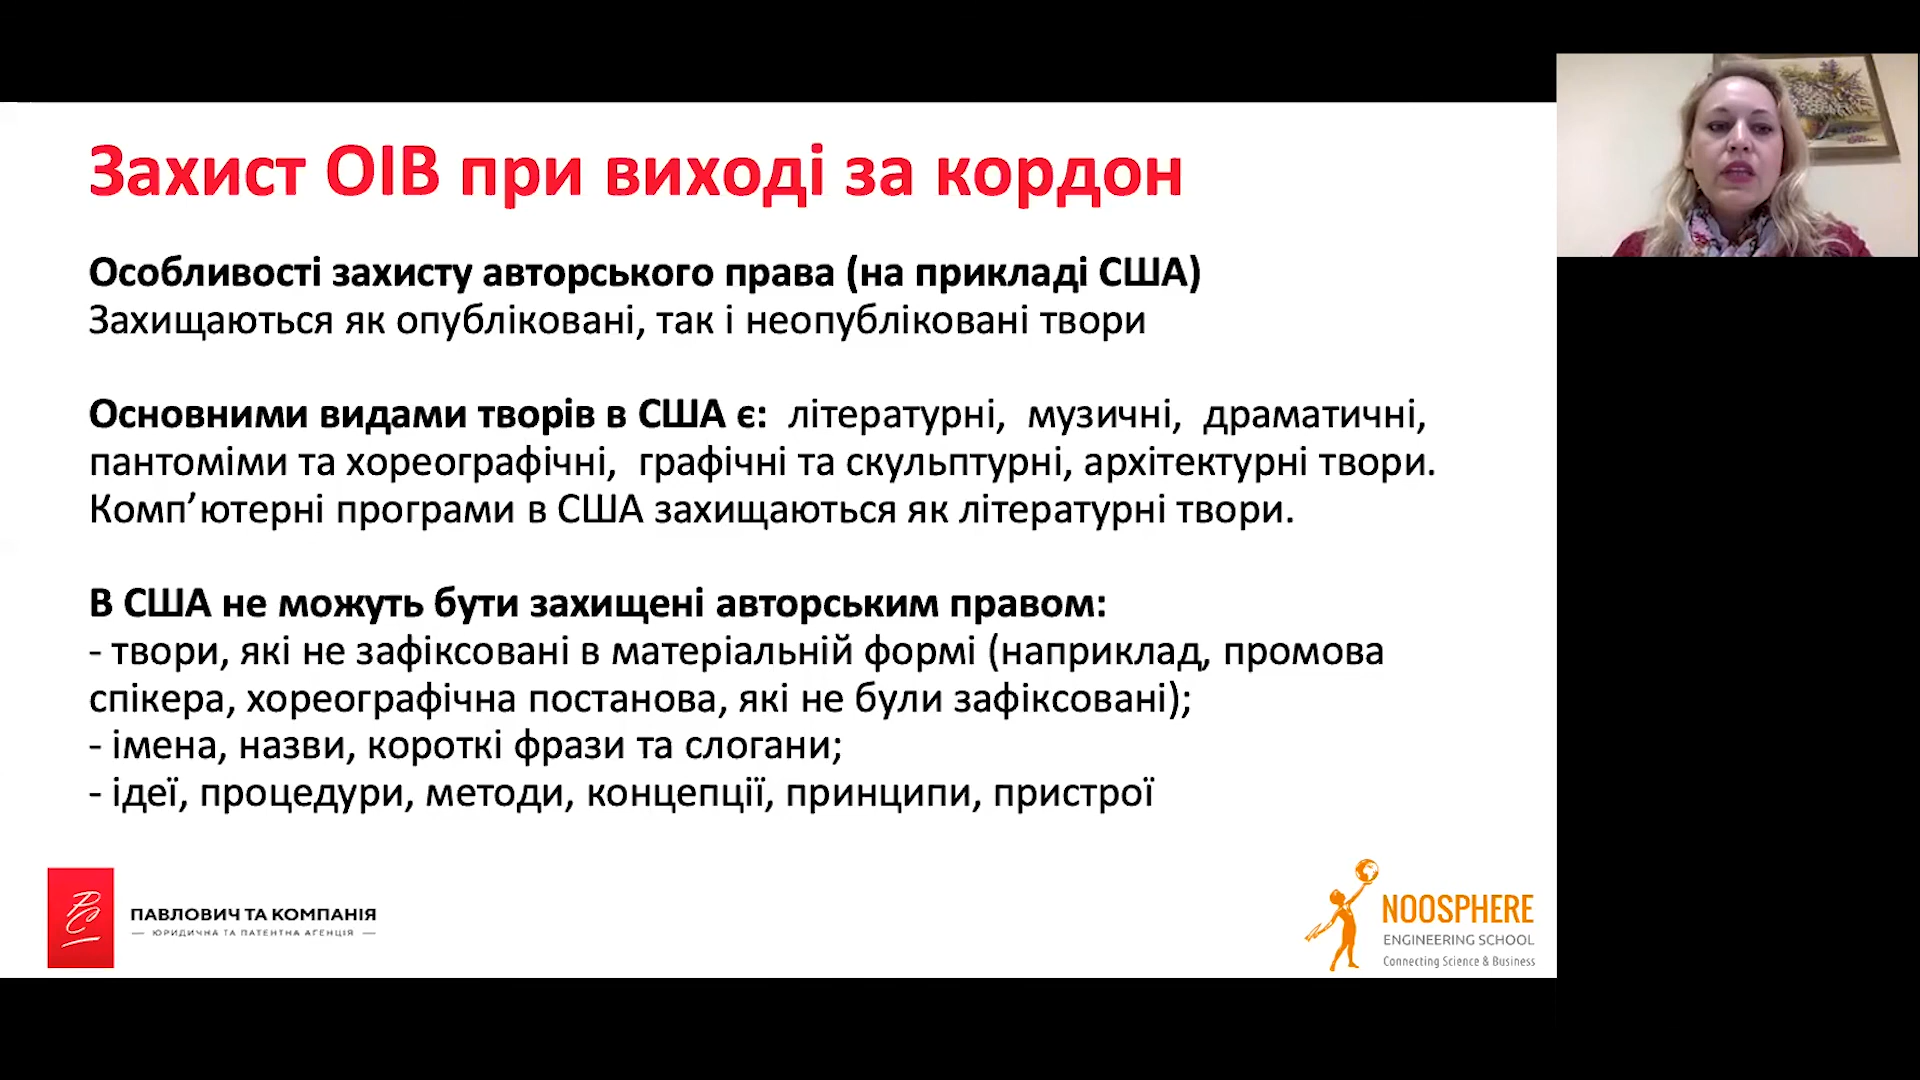 Захист ОІВ при виході за кордон
Особливості захисту авторського права (на прикладі США)
Захищаються як опубліковані, так і неопубліковані твори
Основними видами творів в США є: літературні, музичні, драматичні,
пантоміми та хореографічні, графічні та скульптурні, архітектурні твори.
Комп’ютерні програми в США захищаються як літературні твори.
В США не можуть бути захищені авторським правом:
- твори, які не зафіксовані в матеріальній формі (наприклад, промова
спікера, хореографічна постанова, які не були зафіксовані);
- імена, назви, короткі фрази та слогани;
- ідеї, процедури, методи, концепції, принципи, пристрої
ПАВЛОВИЧ ТА КОМПАНІЯ
— ЮРИДИЧНА ТА ПАТЕНТНА АГЕНЦІЯ —
NOOSPHERE
ENGINEERING SCHOOL
Connecting Science & Business